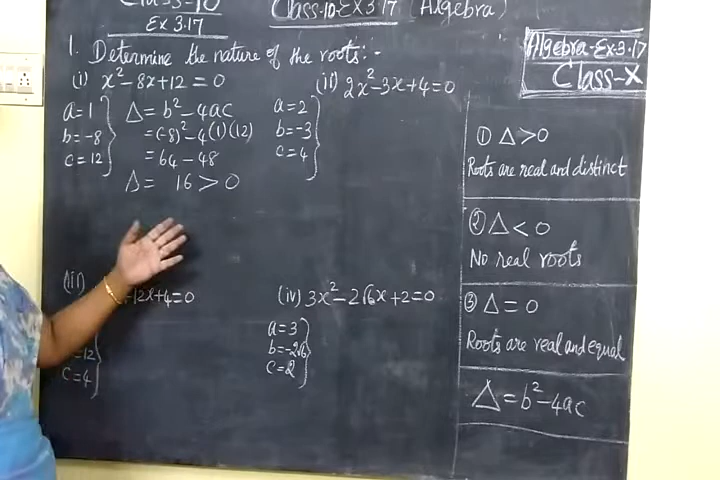 Class-10
Ex 3.17
Class-10-EX 3.17 (Algebra)
1. Determine the nature of the roots:-
(i) x²-8x+12=0
a=1
b=-8
c=12
Δ=b²-4ac
=(-8)²-4(1)(12)
=64-48
Δ= 16>0
(ii) 2x²-3x+4=0
a=2
b=-3
c=4
(iii)
-12x+4=0
=12
c=4
(iv) 3x²-2√6x+2=0
a=3
b=-2√6
c=2
Algebra-Ex-3.17
Class-X
① Δ>0
Roots are real and distinct
② Δ<0
No real roots
③ Δ=0
Roots are real and equal
Δ=b²-4ac